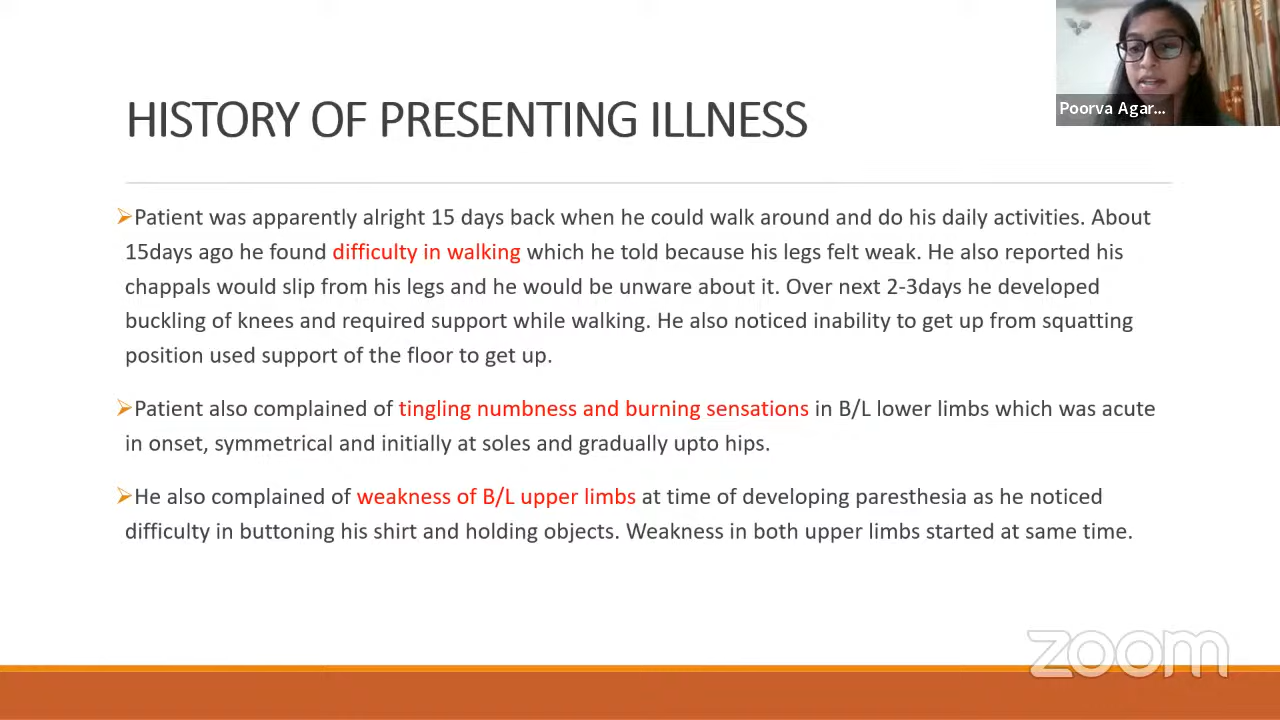 Poorva Agar...
HISTORY OF PRESENTING ILLNESS
➢Patient was apparently alright 15 days back when he could walk around and do his daily activities. About
15days ago he found difficulty in walking which he told because his legs felt weak. He also reported his
chappals would slip from his legs and he would be unware about it. Over next 2-3days he developed
buckling of knees and required support while walking. He also noticed inability to get up from squatting
position used support of the floor to get up.
➢Patient also complained of tingling numbness and burning sensations in B/L lower limbs which was acute
in onset, symmetrical and initially at soles and gradually upto hips.
➢He also complained of weakness of B/L upper limbs at time of developing paresthesia as he noticed
difficulty in buttoning his shirt and holding objects. Weakness in both upper limbs started at same time.
zoom